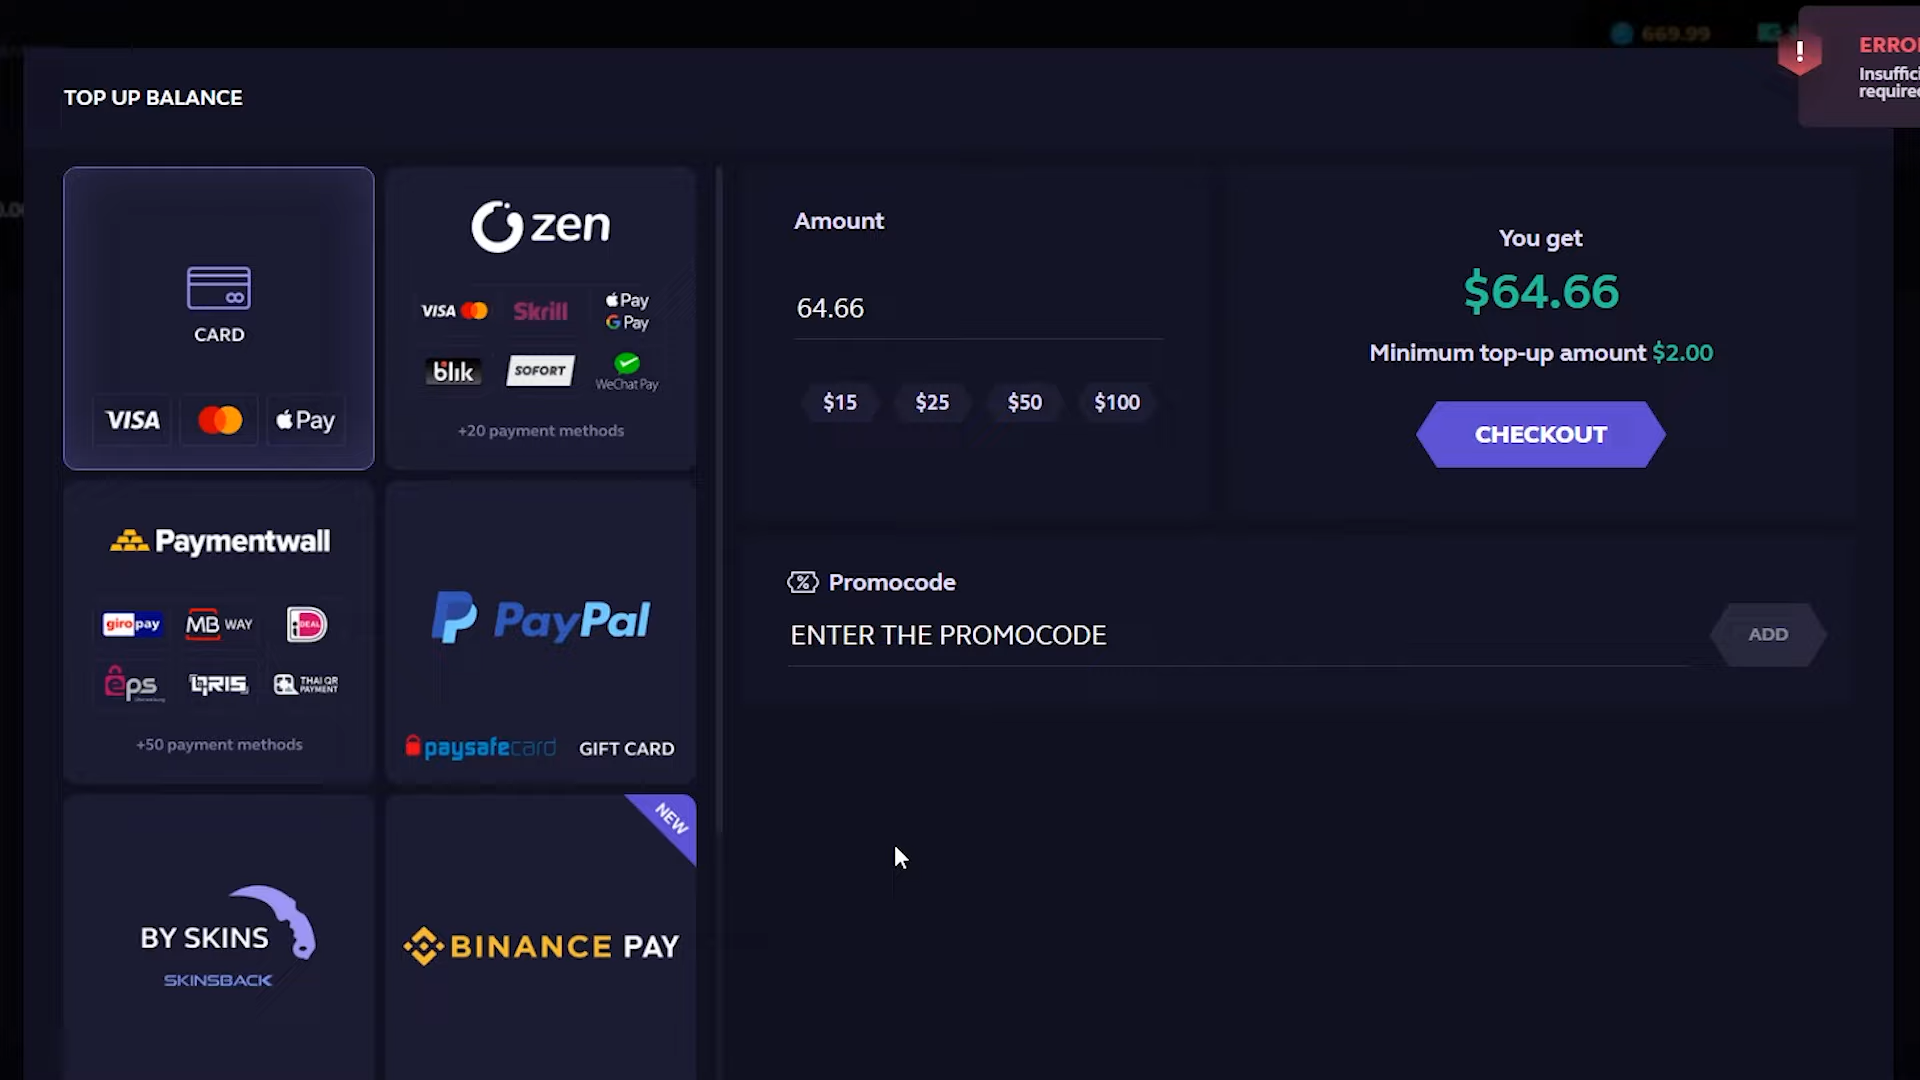 669.99
ERRO
Insuffici
require
TOP UP BALANCE
CARD
VISA
Pay
zen
VISA
Skrill
Pay
G Pay
blik
SOFORT
WeChat Pay
+20 payment methods
Amount
64.66
$15
$25
$50
$100
You get
$64.66
Minimum top-up amount $2.00
CHECKOUT
Paymentwall
giropay
MB WAY
iDEAL
eps
QRIS
THAI QR
PAYMENT
+50 payment methods
PayPal
paysafecard
GIFT CARD
Promocode
ENTER THE PROMOCODE
ADD
BY SKINS
SKINSBACK
NEW
BINANCE PAY